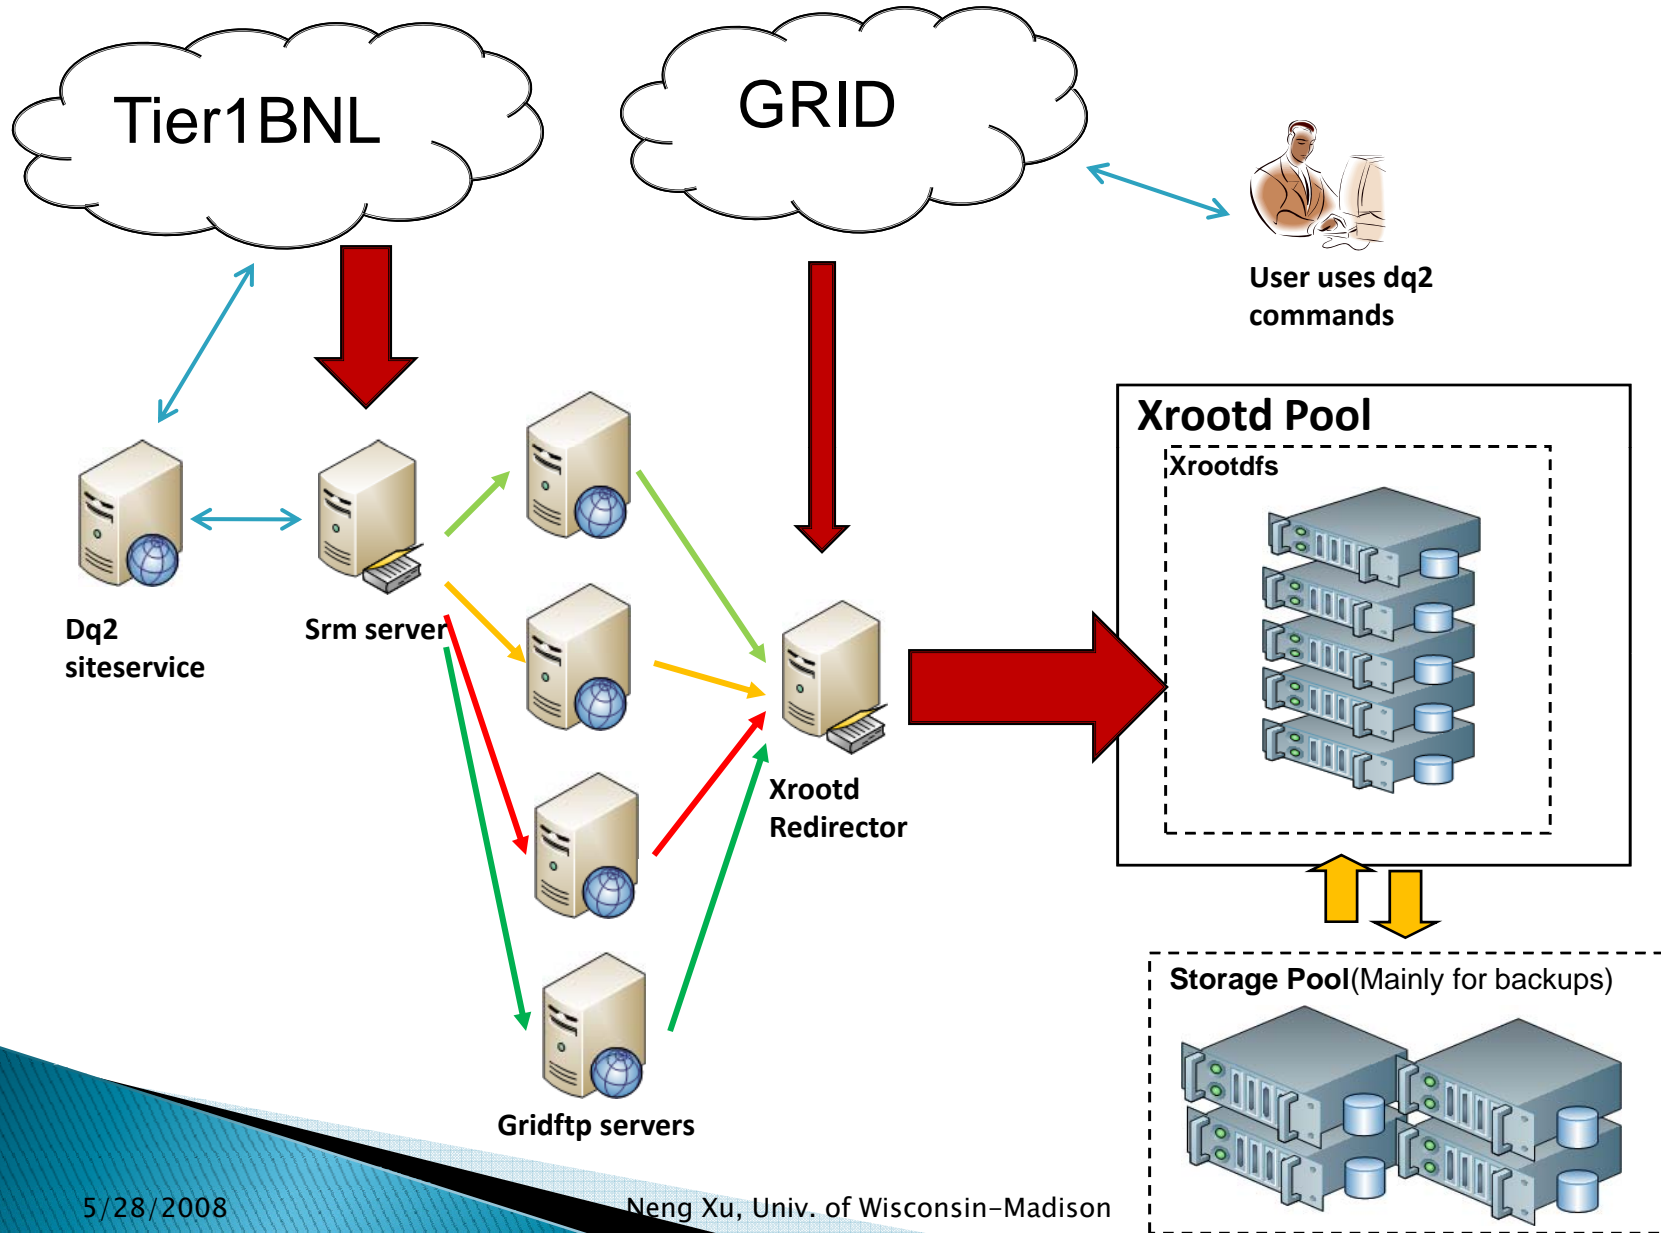 Tier1BNL
GRID
User uses dq2
commands
Xrootd Pool
Xrootdfs
Dq2
siteservice
Srm server
Xrootd
Redirector
Storage Pool(Mainly for backups)
Gridftp servers
5/28/2008
Neng Xu, Univ. of Wisconsin-Madison